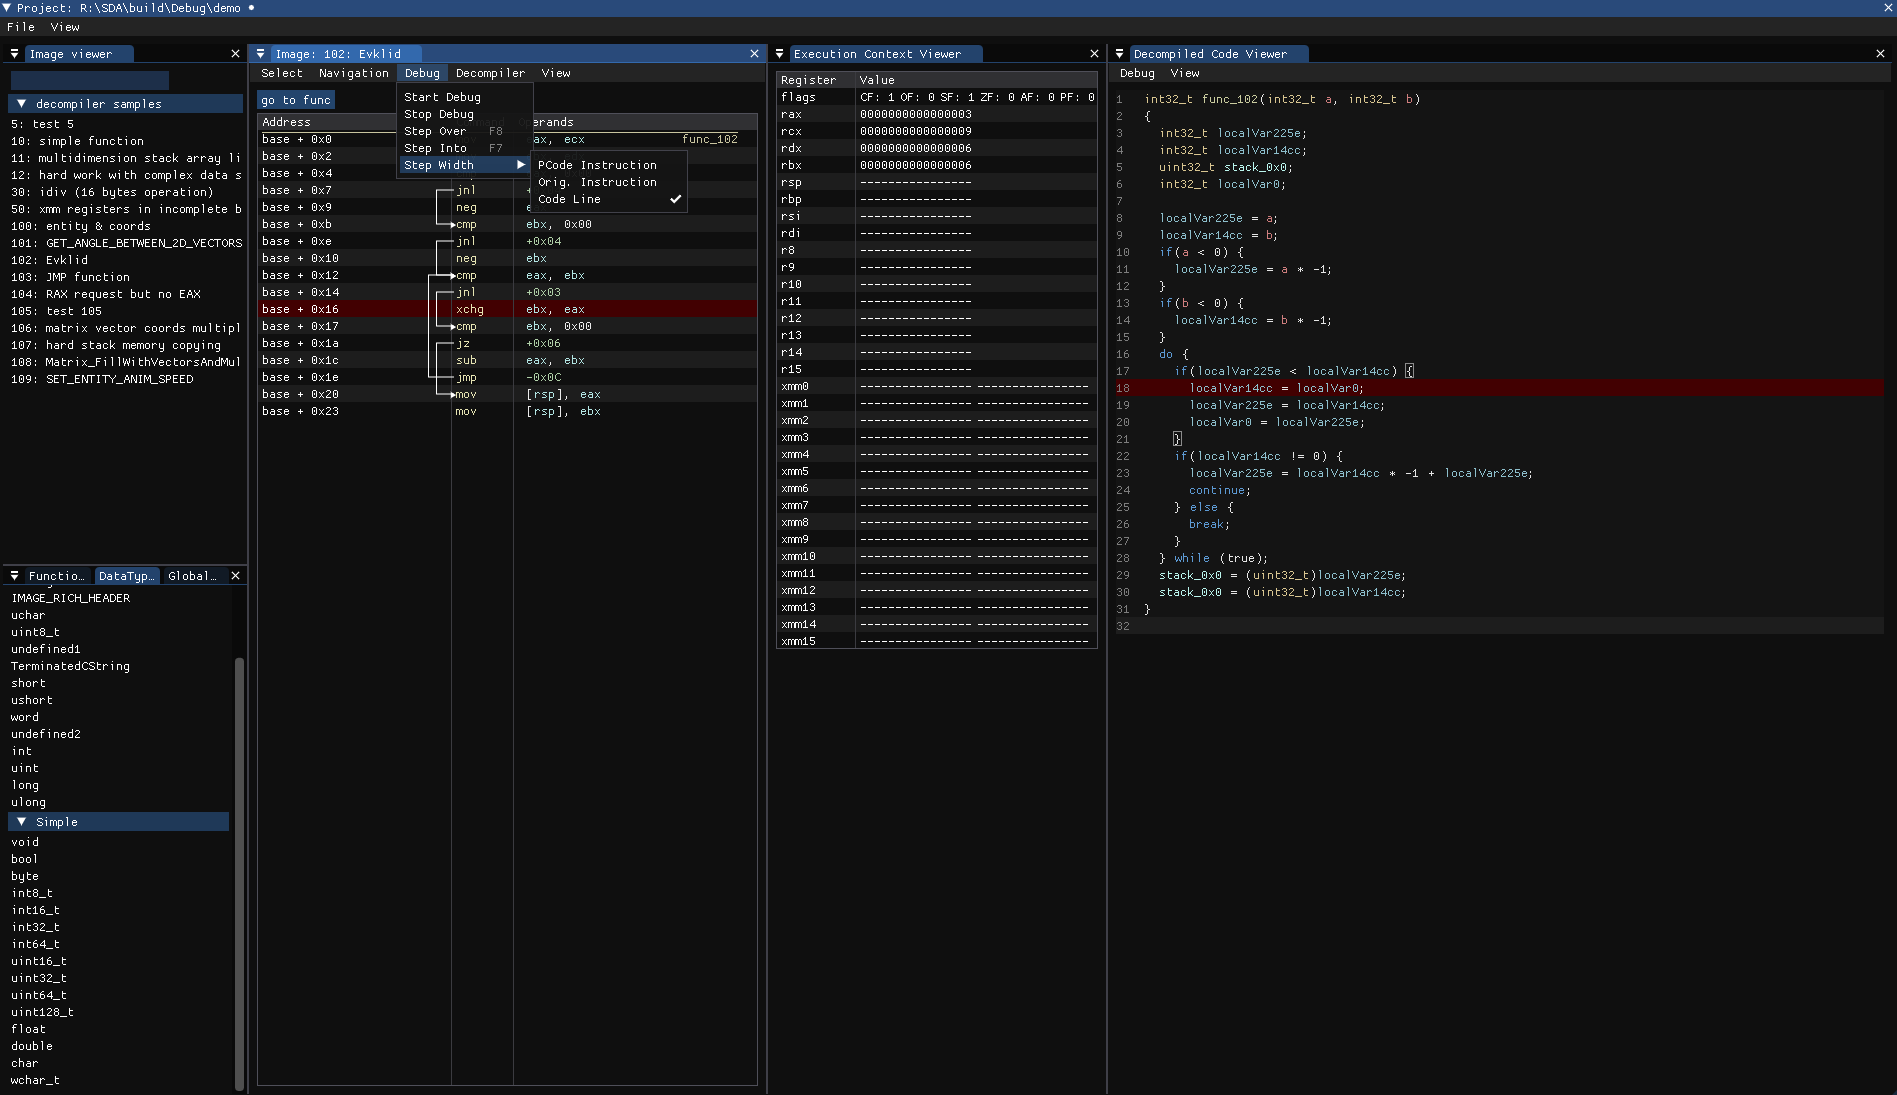 Project: R:\SDA\build\Debug\demo
File View
Image viewer
decompiler samples
5: test 5
10: simple function
11: multidimension stack array li
12: hard work with complex data s
30: idiv (16 bytes operation)
50: xmm registers in incomplete b
100: entity & coords
101: GET_ANGLE_BETWEEN_2D_VECTORS
102: Evklid
103: JMP function
104: RAX request but no EAX
105: test 105
106: matrix vector coords multipl
107: hard stack memory copying
108: Matrix_FillWithVectorsAndMul
109: SET_ENTITY_ANIM_SPEED
Functio... DataTyp... Global...
IMAGE_RICH_HEADER
uchar
uint8_t
undefined1
TerminatedCString
short
ushort
word
undefined2
int
uint
long
ulong
Simple
void
bool
byte
int8_t
int16_t
int32_t
int64_t
uint16_t
uint32_t
uint64_t
uint128_t
float
double
char
wchar_t
Image: 102: Evklid
Select Navigation Debug Decompiler View
go to func
Start Debug
Stop Debug
Step Over F8
Step Into F7
Step Width
PCode Instruction
Orig. Instruction
Code Line
Address erands
base + 0x0 ax, ecx func_102
base + 0x2
base + 0x4
base + 0x7 jnl
base + 0x9 neg
base + 0xb cmp ebx, 0x00
base + 0xe jnl +0x04
base + 0x10 neg ebx
base + 0x12 cmp eax, ebx
base + 0x14 jnl +0x03
base + 0x16 xchg ebx, eax
base + 0x17 cmp ebx, 0x00
base + 0x1a jz +0x06
base + 0x1c sub eax, ebx
base + 0x1e jmp -0x0C
base + 0x20 mov [rsp], eax
base + 0x23 mov [rsp], ebx
Execution Context Viewer
Register Value
flags CF: 1 OF: 0 SF: 1 ZF: 0 AF: 0 PF: 0
rax 0000000000000003
rcx 0000000000000009
rdx 0000000000000006
rbx 0000000000000006
rsp ----------------
rbp ----------------
rsi ----------------
rdi ----------------
r8 ----------------
r9 ----------------
r10 ----------------
r11 ----------------
r12 ----------------
r13 ----------------
r14 ----------------
r15 ----------------
xmm0 ---------------- ----------------
xmm1 ---------------- ----------------
xmm2 ---------------- ----------------
xmm3 ---------------- ----------------
xmm4 ---------------- ----------------
xmm5 ---------------- ----------------
xmm6 ---------------- ----------------
xmm7 ---------------- ----------------
xmm8 ---------------- ----------------
xmm9 ---------------- ----------------
xmm10 ---------------- ----------------
xmm11 ---------------- ----------------
xmm12 ---------------- ----------------
xmm13 ---------------- ----------------
xmm14 ---------------- ----------------
xmm15 ---------------- ----------------
Decompiled Code Viewer
Debug View
1 int32_t func_102(int32_t a, int32_t b)
2 {
3 int32_t localVar225e;
4 int32_t localVar14cc;
5 uint32_t stack_0x0;
6 int32_t localVar0;
7
8 localVar225e = a;
9 localVar14cc = b;
10 if(a < 0) {
11 localVar225e = a * -1;
12 }
13 if(b < 0) {
14 localVar14cc = b * -1;
15 }
16 do {
17 if(localVar225e < localVar14cc) {
18 localVar14cc = localVar0;
19 localVar225e = localVar14cc;
20 localVar0 = localVar225e;
21 }
22 if(localVar14cc != 0) {
23 localVar225e = localVar14cc * -1 + localVar225e;
24 continue;
25 } else {
26 break;
27 }
28 } while (true);
29 stack_0x0 = (uint32_t)localVar225e;
30 stack_0x0 = (uint32_t)localVar14cc;
31 }
32